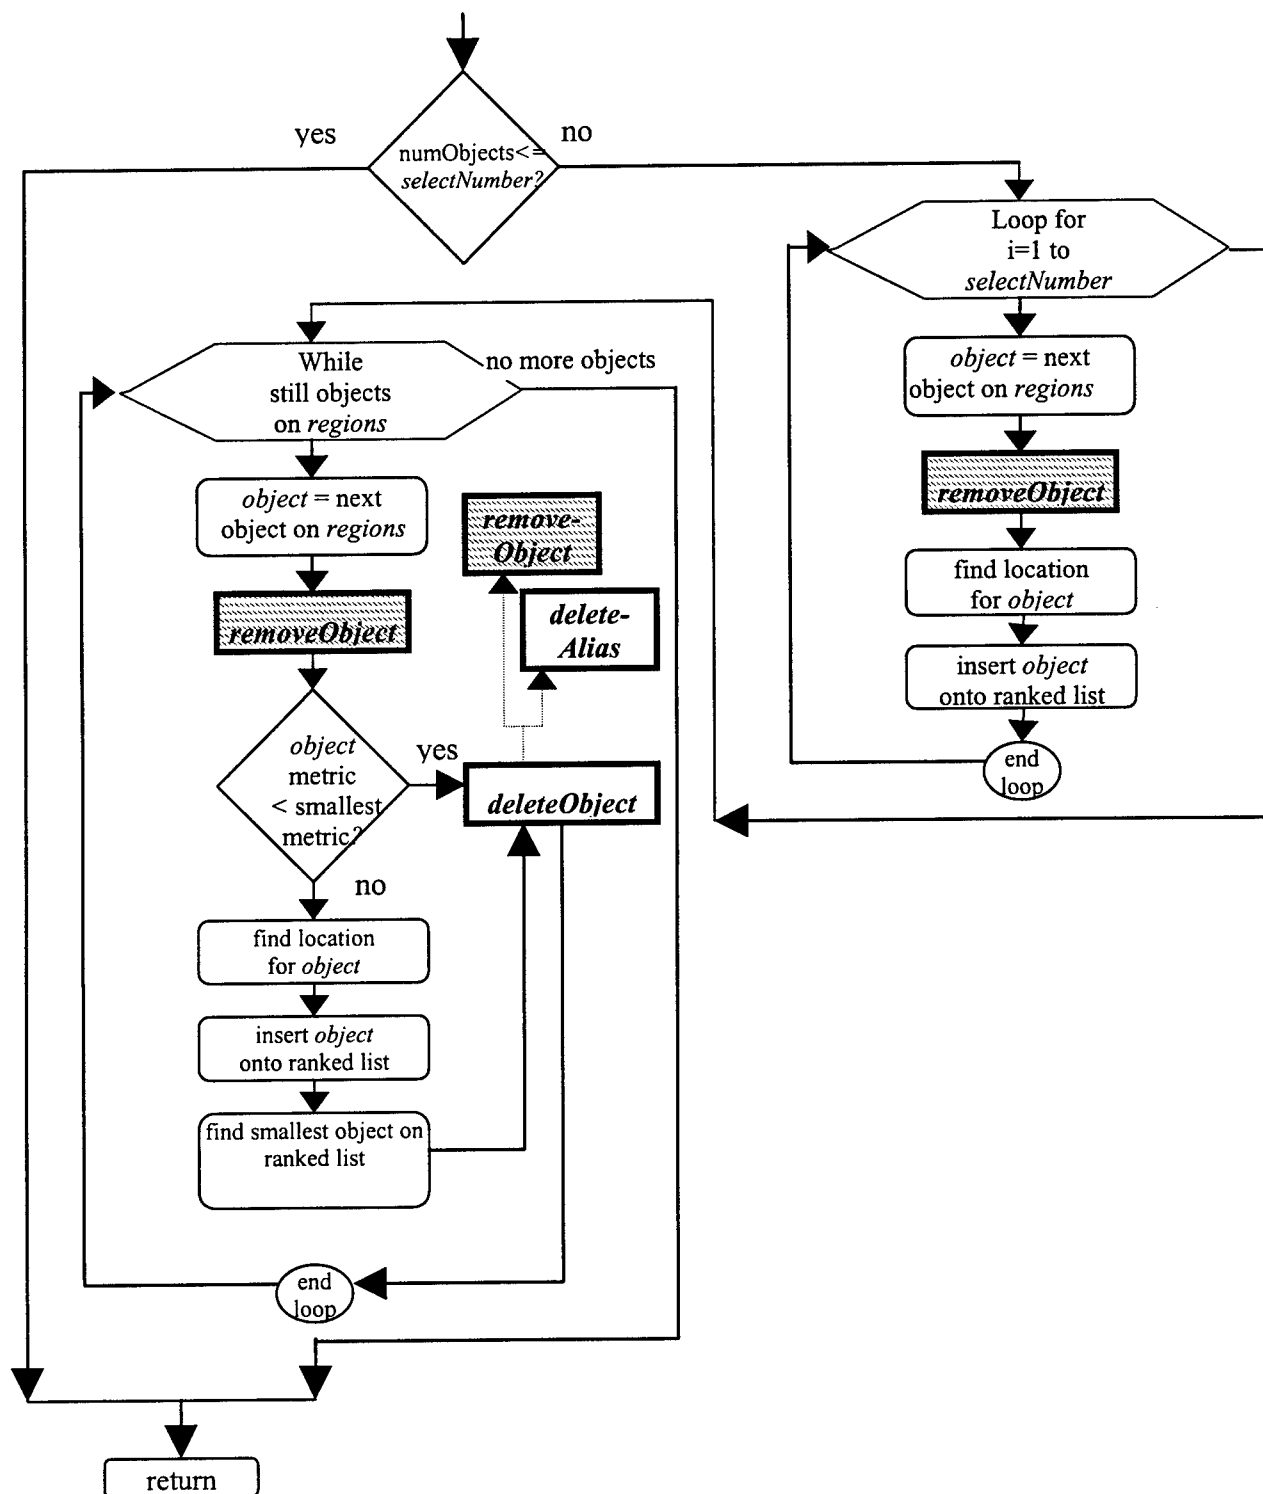 yes
no
numObjects<=
selectNumber?
Loop for
i=1 to
selectNumber
object = next
object on regions
removeObject
find location
for object
insert object
onto ranked list
end
loop
While
still objects
on regions
no more objects
object = next
object on regions
removeObject
remove-
Object
delete-
Alias
object
metric
< smallest
metric?
yes
deleteObject
no
find location
for object
insert object
onto ranked list
find smallest object on
ranked list
end
loop
return